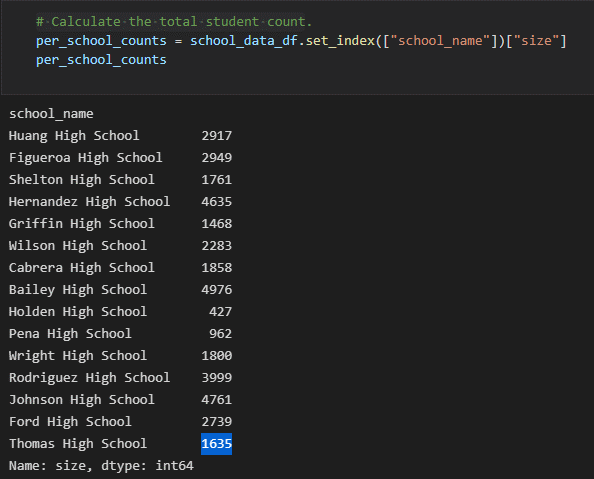 # Calculate the total student count.
per_school_counts = school_data_df.set_index(["school_name"])["size"]
per_school_counts
school_name
Huang High School 2917
Figueroa High School 2949
Shelton High School 1761
Hernandez High School 4635
Griffin High School 1468
Wilson High School 2283
Cabrera High School 1858
Bailey High School 4976
Holden High School 427
Pena High School 962
Wright High School 1800
Rodriguez High School 3999
Johnson High School 4761
Ford High School 2739
Thomas High School 1635
Name: size, dtype: int64